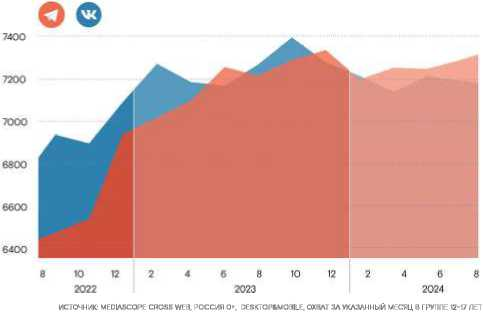 7400
7200
7000
6800
6600
6400
8 10 12 2 4 6 8 10 12 2 4 6 8
2022 2023 2024
ИСТОЧНИК: MEDIASCOPE CROSS WEB, РОССИЯ 0+, DESKTOP&MOBILE, ОХВАТ ЗА УКАЗАННЫЙ МЕСЯЦ В ГРУППЕ 12-17 ЛЕТ